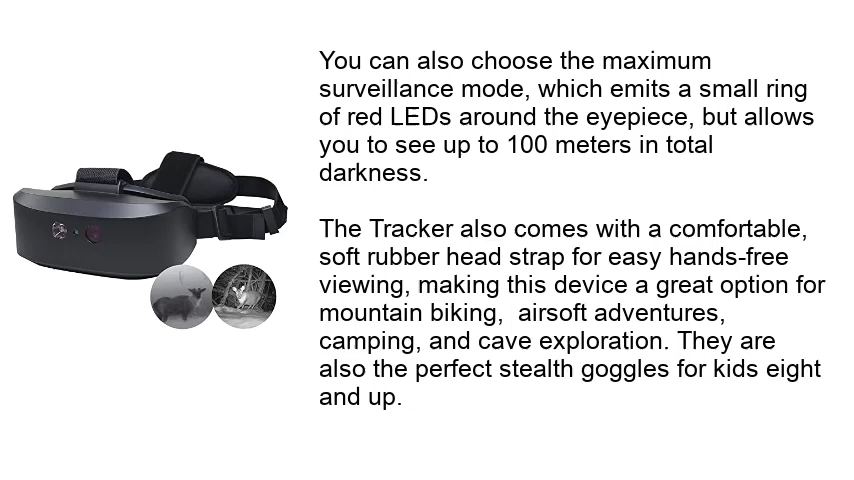 You can also choose the maximum
surveillance mode, which emits a small ring
of red LEDs around the eyepiece, but allows
you to see up to 100 meters in total
darkness.
The Tracker also comes with a comfortable,
soft rubber head strap for easy hands-free
viewing, making this device a great option for
mountain biking,  airsoft adventures,
camping, and cave exploration. They are
also the perfect stealth goggles for kids eight
and up.